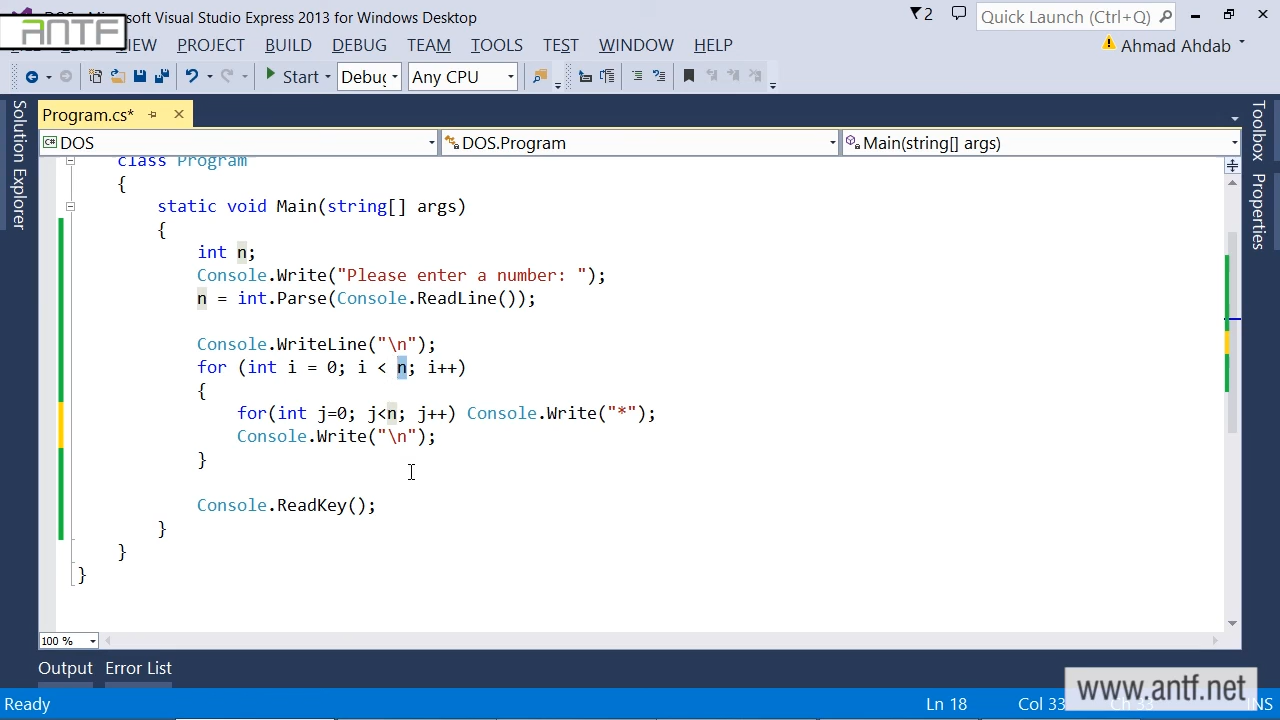 DOS - Microsoft Visual Studio Express 2013 for Windows Desktop
2
Quick Launch (Ctrl+Q)
ANTF
VIEW PROJECT BUILD DEBUG TEAM TOOLS TEST WINDOW HELP
Ahmad Ahdab
Start Debug Any CPU
Program.cs*
DOS DOS.Program Main(string[] args)
Solution Explorer
Toolbox
Properties
class Program
{
static void Main(string[] args)
{
int n;
Console.Write("Please enter a number: ");
n = int.Parse(Console.ReadLine());
Console.WriteLine("\n");
for (int i = 0; i < n; i++)
{
for(int j=0; j<n; j++) Console.Write("*");
Console.Write("\n");
}
Console.ReadKey();
}
}
}
100 %
Output Error List
www.antf.net
Ready Ln 18 Col 33 Ch 33 INS